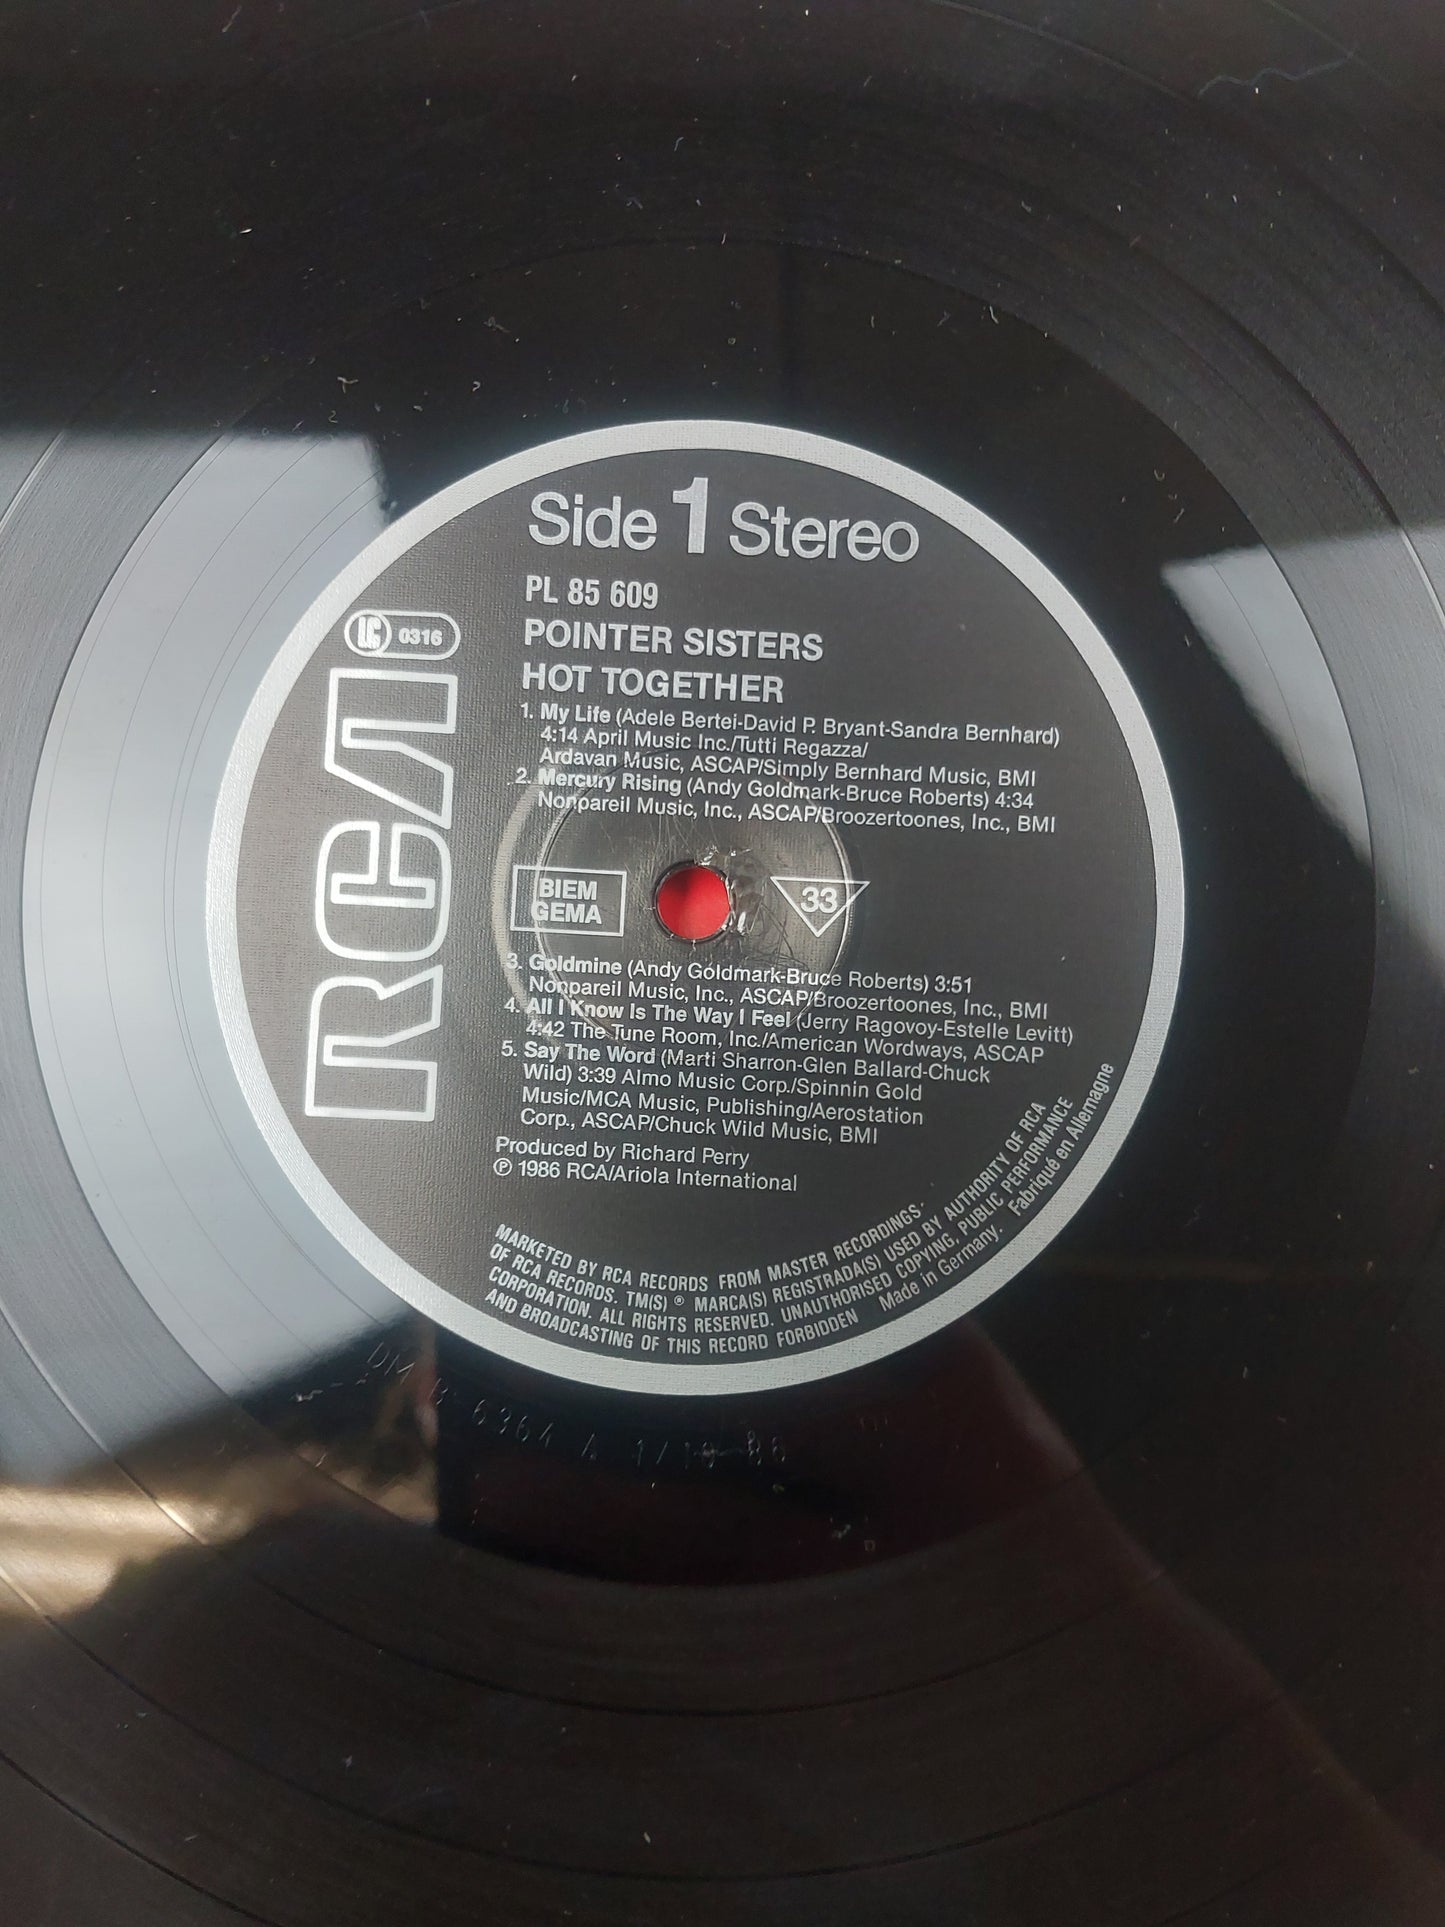 Side 1 Stereo
PL 85 609
LC 0316
POINTER SISTERS
HOT TOGETHER
RCA
1. My Life (Adele Bertei-David P. Bryant-Sandra Bernhard)
4:14 April Music Inc./Tutti Regazza/
Ardavan Music, ASCAP/Simply Bernhard Music, BMI
2. Mercury Rising (Andy Goldmark-Bruce Roberts) 4:34
Nonpareil Music, Inc., ASCAP/Broozertoones, Inc., BMI
BIEM
GEMA
33
3. Goldmine (Andy Goldmark-Bruce Roberts) 3:51
Nonpareil Music, Inc., ASCAP/Broozertoones, Inc., BMI
4. All I Know Is The Way I Feel (Jerry Ragovoy-Estelle Levitt)
4:42 The Tune Room, Inc./American Wordways, ASCAP
5. Say The Word (Marti Sharron-Glen Ballard-Chuck
Wild) 3:39 Almo Music Corp./Spinnin Gold
Music/MCA Music, Publishing/Aerostation
Corp., ASCAP/Chuck Wild Music, BMI
Produced by Richard Perry
℗ 1986 RCA/Ariola International
MARKETED BY RCA RECORDS FROM MASTER RECORDINGS.
OF RCA RECORDS. TM(S) ® MARCA(S) REGISTRADA(S) USED BY AUTHORITY OF RCA
CORPORATION. ALL RIGHTS RESERVED. UNAUTHORISED COPYING, PUBLIC PERFORMANCE
AND BROADCASTING OF THIS RECORD FORBIDDEN Made in Germany. Fabriqué en Allemagne
6364 A